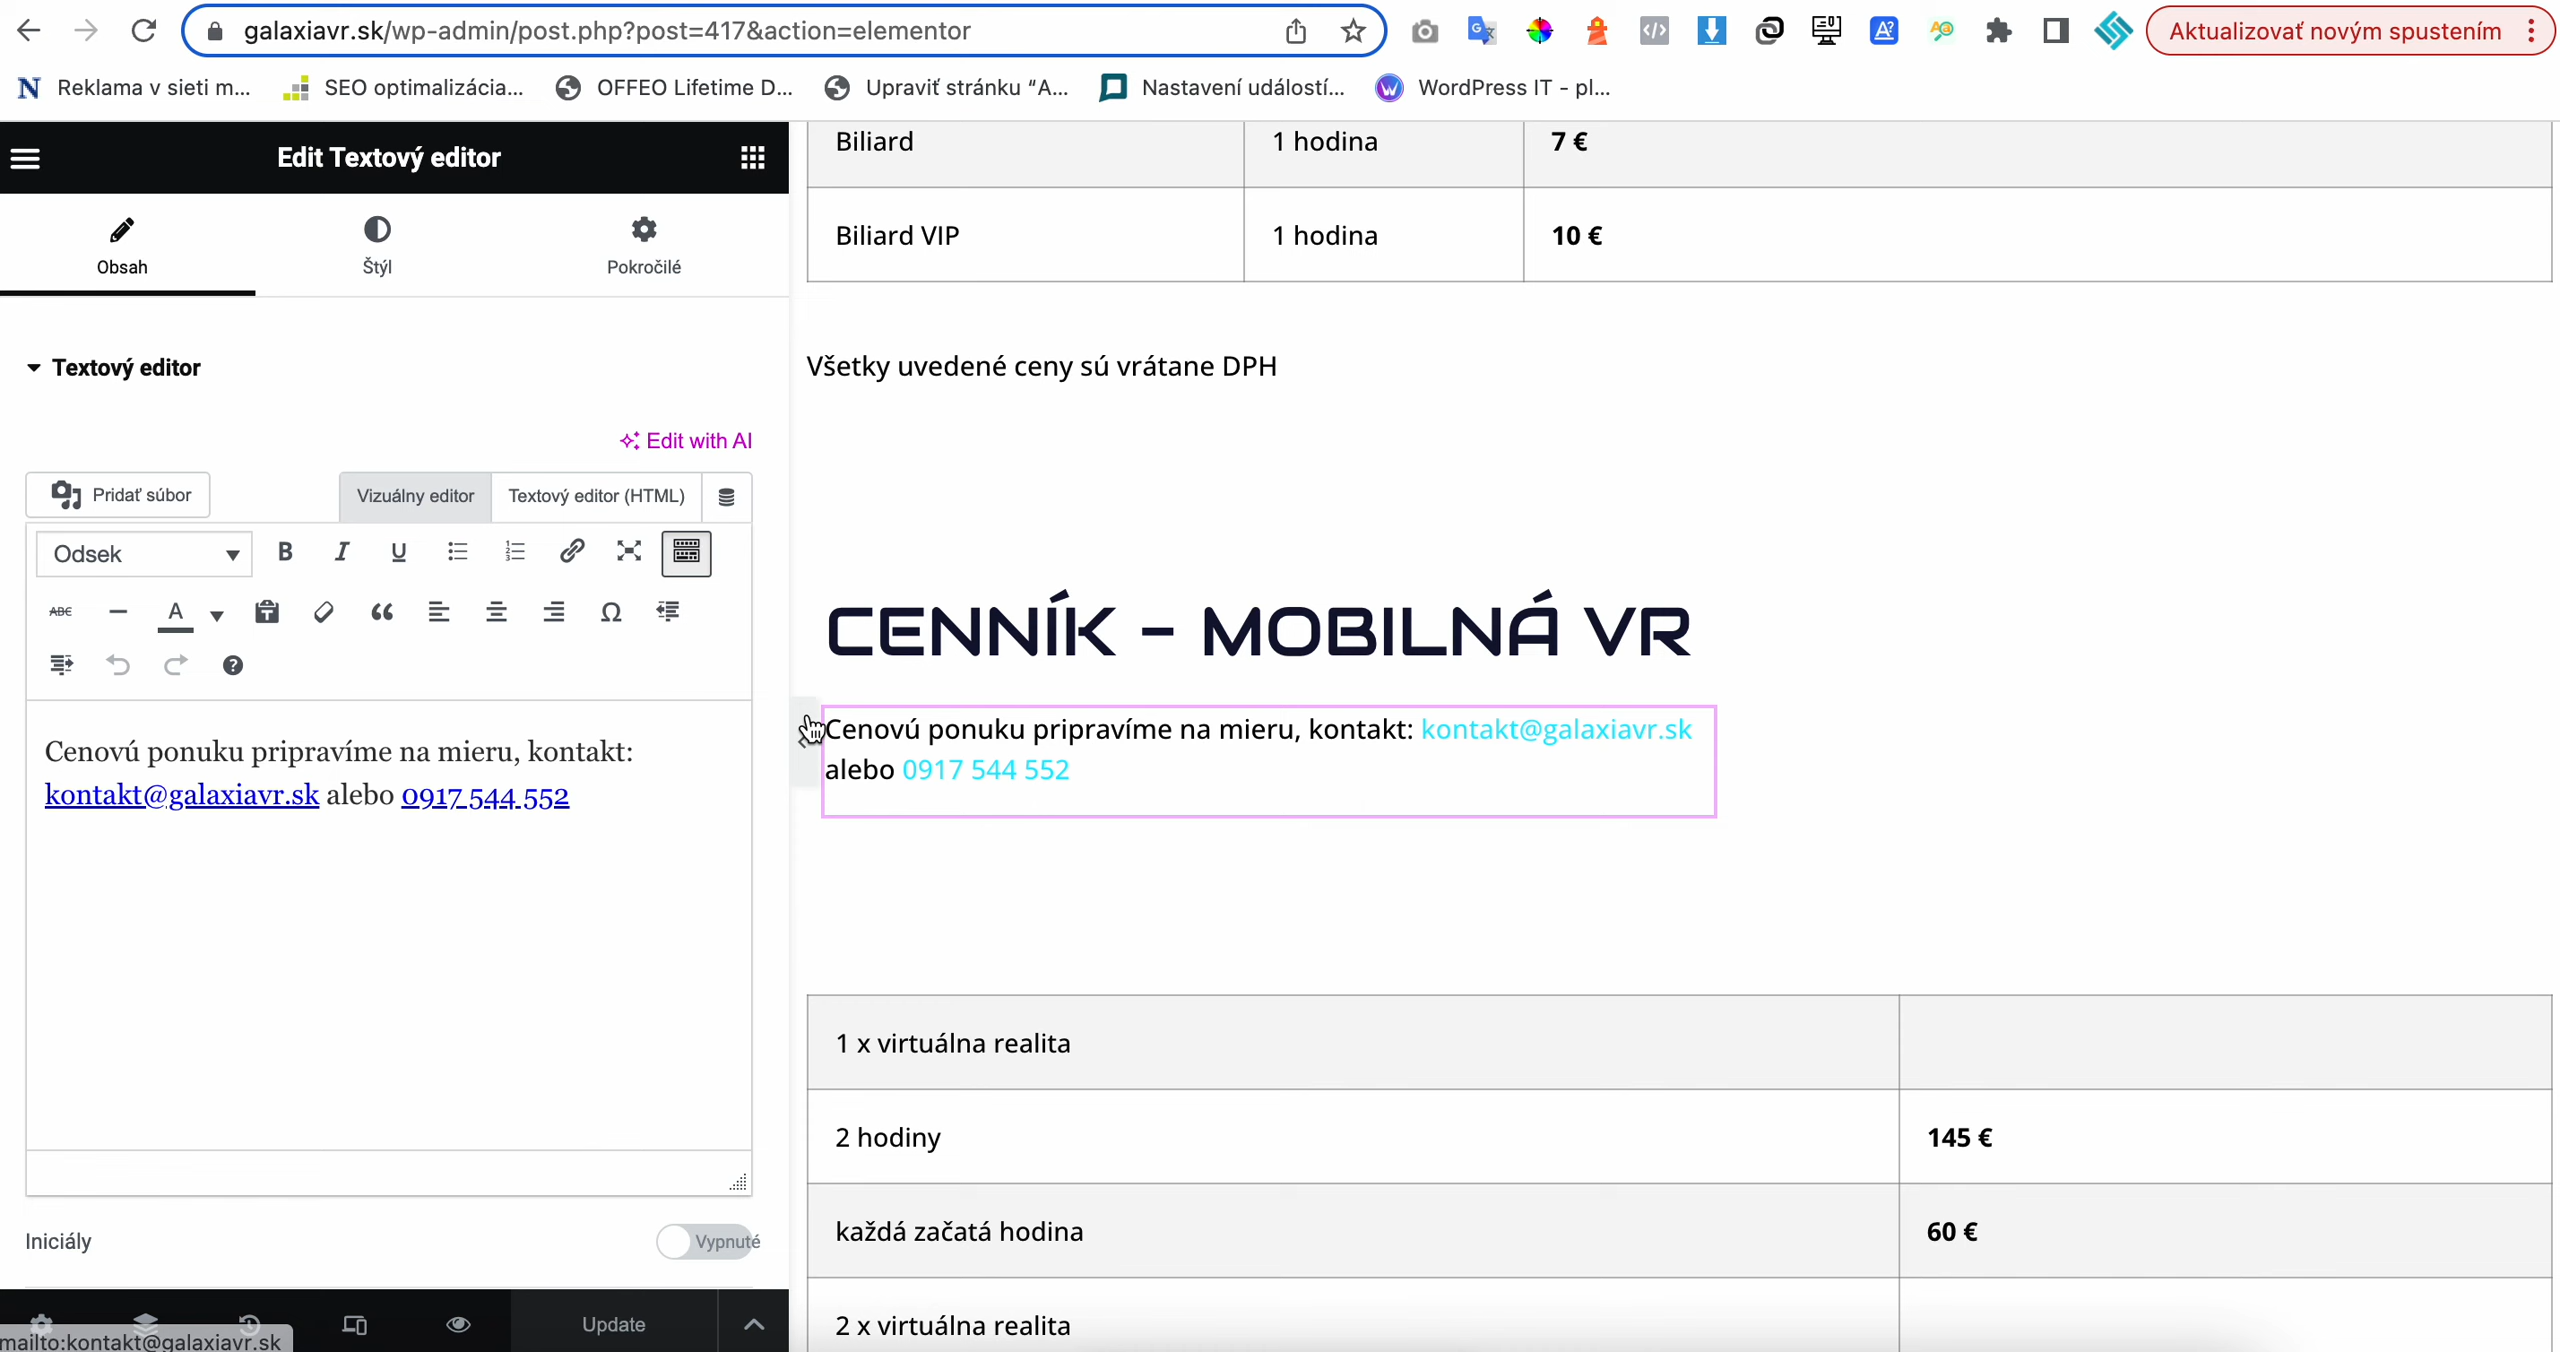 galaxiavr.sk/wp-admin/post.php?post=417&action=elementor
Aktualizovať novým spustením
Reklama v sieti m...
SEO optimalizácia...
OFFEO Lifetime D...
Upraviť stránku “A...
Nastavení událostí...
WordPress IT - pl...
Edit Textový editor
Obsah
Štýl
Pokročilé
Textový editor
Edit with AI
Pridať súbor
Vizuálny editor
Textový editor (HTML)
Odsek
Cenovú ponuku pripravíme na mieru, kontakt:
kontakt@galaxiavr.sk alebo 0917 544 552
Iniciály
Vypnuté
Update
mailto:kontakt@galaxiavr.sk
Biliard 1 hodina 7 €
Biliard VIP 1 hodina 10 €
Všetky uvedené ceny sú vrátane DPH
CENNÍK - MOBILNÁ VR
Cenovú ponuku pripravíme na mieru, kontakt: kontakt@galaxiavr.sk
alebo 0917 544 552
1 x virtuálna realita
2 hodiny 145 €
každá začatá hodina 60 €
2 x virtuálna realita